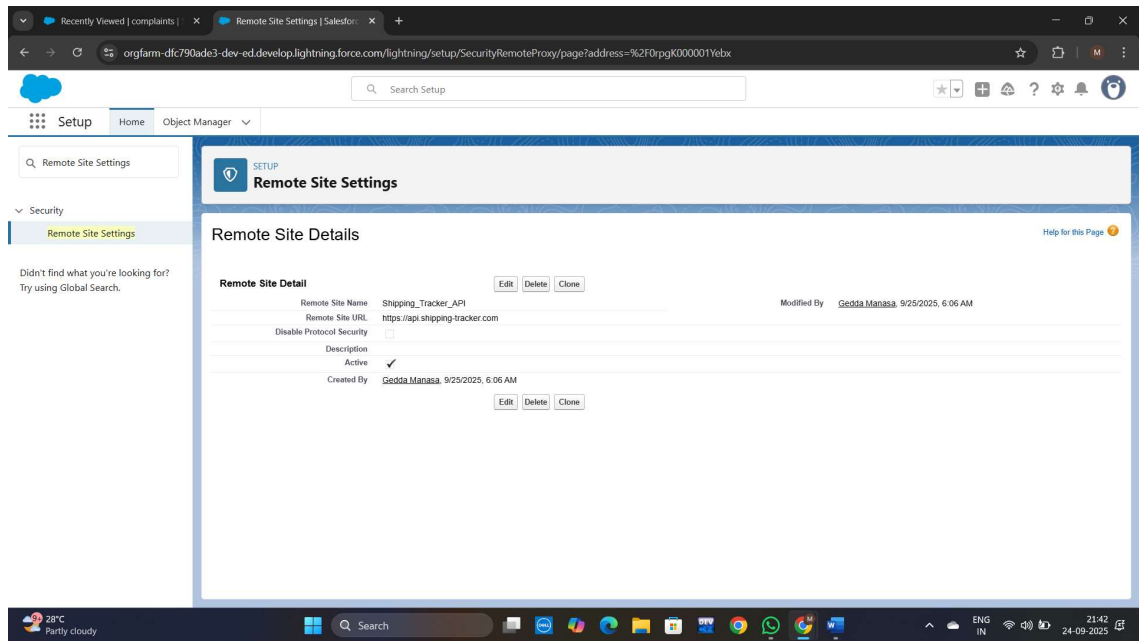 Recently Viewed | complaints |
Remote Site Settings | Salesforc
orgfarm-dfc790ade3-dev-ed.develop.lightning.force.com/lightning/setup/SecurityRemoteProxy/page?address=%2F0rpgK000001Yebx
M
Search Setup
Setup
Home
Object Manager
Remote Site Settings
Security
Remote Site Settings
Didn't find what you're looking for?
Try using Global Search.
SETUP
Remote Site Settings
Remote Site Details
Help for this Page
Remote Site Detail
Edit Delete Clone
Remote Site Name Shipping_Tracker_API
Modified By Gedda Manasa, 9/25/2025, 6:06 AM
Remote Site URL https://api.shipping-tracker.com
Disable Protocol Security
Description
Active ✓
Created By Gedda Manasa, 9/25/2025, 6:06 AM
Edit Delete Clone
28°C
Partly cloudy
Search
ENG
IN
21:42
24-09-2025